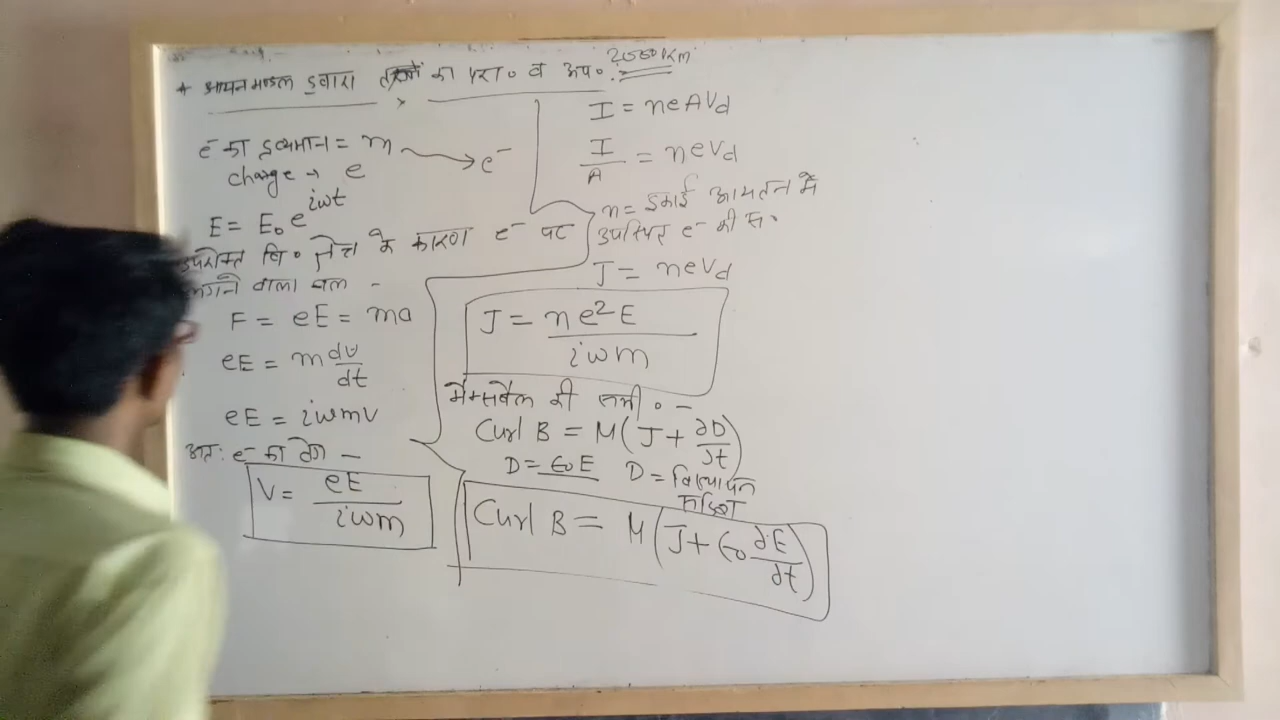 * आयनमण्डल द्वारा तरंगों का परा० व अप० :- 2000 km
e⁻ का द्रव्यमान = m → e⁻
charge → e
E = E₀ e^{iωt}
उपरोक्त वि० क्षेत्र के कारण e⁻ पर
लगने वाला बल -
F = eE = ma
eE = m dv/dt
eE = iωmv
अतः e⁻ का वेग -
V = eE/iωm
I = neAVd
I/A = neVd
n = इकाई आयतन में
उपस्थित e⁻ की सं०
J = neVd
J = ne²E/iωm
मैक्सवेल की समी० -
Curl B = μ(J + ∂D/∂t)
D = ϵ₀E D = विस्थापन
सदिश
Curl B = μ(J + ϵ₀ ∂E/∂t)